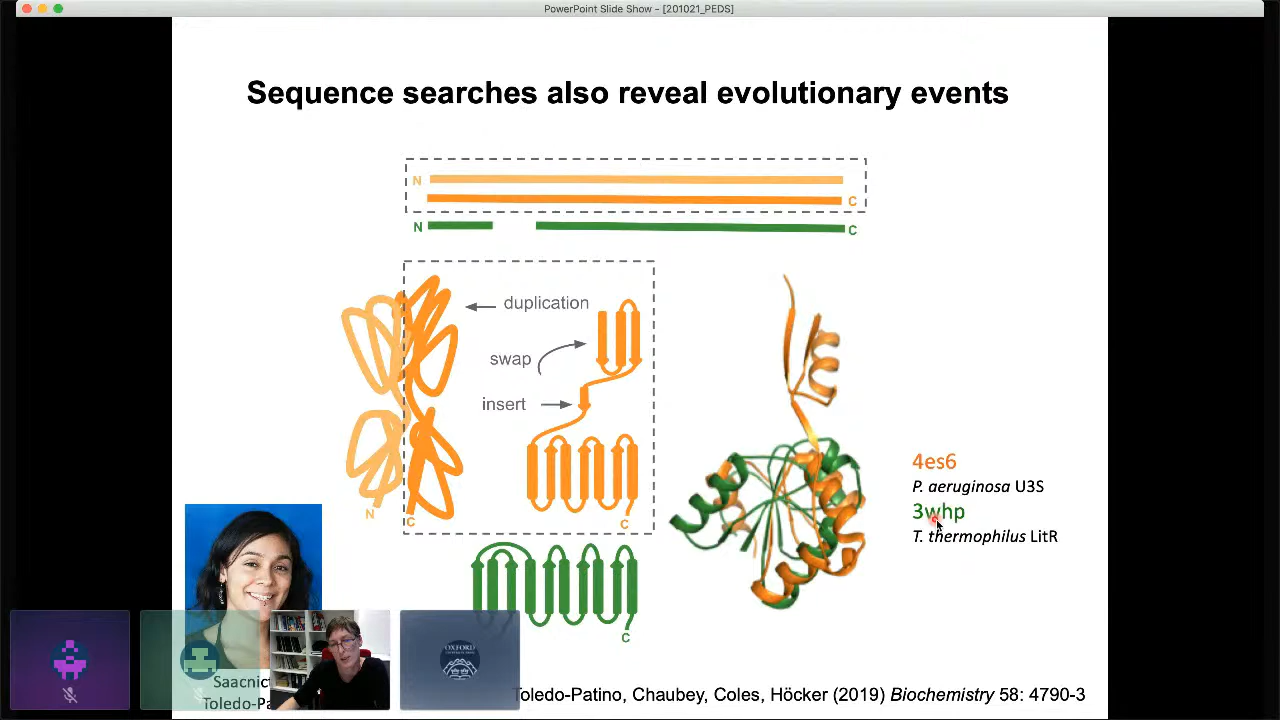 PowerPoint Slide Show - [201021_PEDS]
Sequence searches also reveal evolutionary events
N
C
N
C
duplication
swap
insert
N
C
C
4es6
P. aeruginosa U3S
3whp
T. thermophilus LitR
C
OXFORD
Toledo-Patino, Chaubey, Coles, Höcker (2019) Biochemistry 58: 4790-3